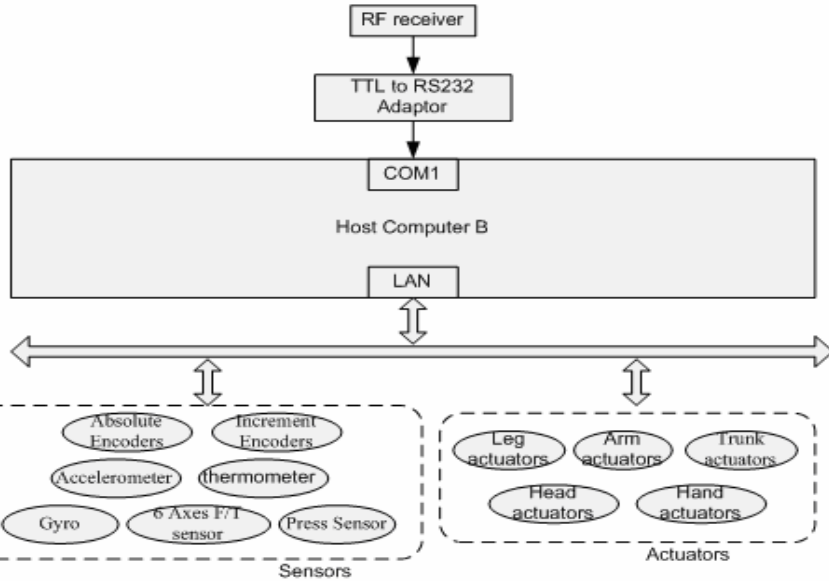 RF receiver
TTL to RS232
Adaptor
COM1
Host Computer B
LAN
Absolute
Encoders
Increment
Encoders
Accelerometer
thermometer
Gyro
6 Axes F/T
sensor
Press Sensor
Sensors
Leg
actuators
Arm
actuators
Trunk
actuators
Head
actuators
Hand
actuators
Actuators